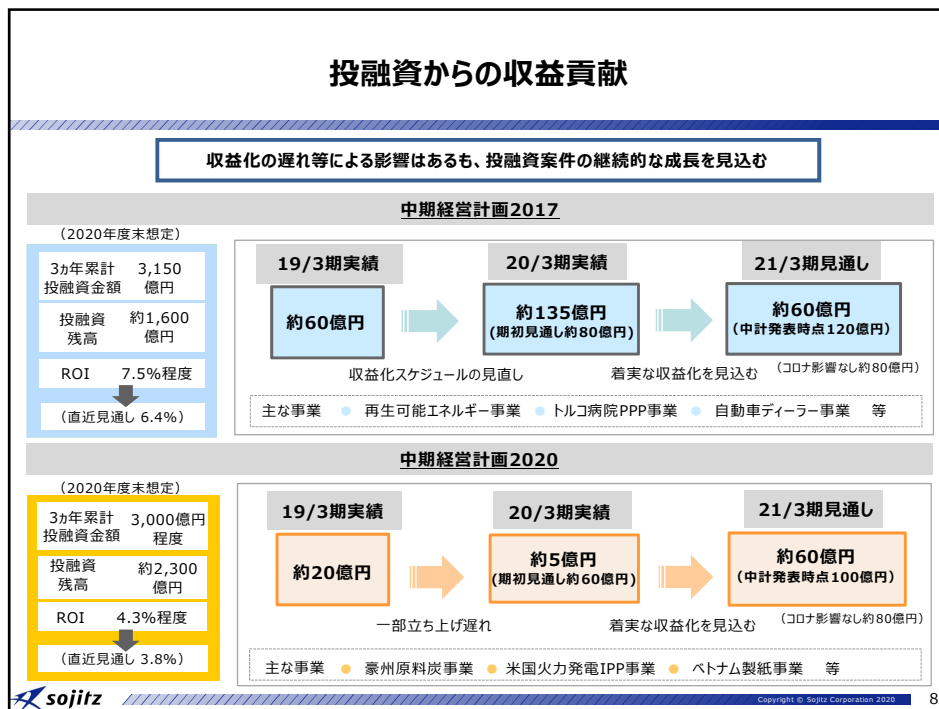 投融資からの収益貢献
収益化の遅れ等による影響はあるも、投融資案件の継続的な成長を見込む
中期経営計画2017
（2020年度末想定）
3ヵ年累計
投融資金額
3,150
億円
投融資
残高
約1,600
億円
ROI 7.5%程度
（直近見通し 6.4%）
19/3期実績
約60億円
20/3期実績
約135億円
(期初見通し約80億円)
21/3期見通し
約60億円
(中計発表時点120億円)
収益化スケジュールの見直し
着実な収益化を見込む
（コロナ影響なし約80億円）
主な事業 ● 再生可能エネルギー事業 ● トルコ病院PPP事業 ● 自動車ディーラー事業 等
中期経営計画2020
（2020年度末想定）
3ヵ年累計
投融資金額
3,000億円
程度
投融資
残高
約2,300
億円
ROI 4.3%程度
（直近見通し 3.8%）
19/3期実績
約20億円
20/3期実績
約5億円
(期初見通し約60億円)
21/3期見通し
約60億円
(中計発表時点100億円)
一部立ち上げ遅れ
着実な収益化を見込む
（コロナ影響なし約80億円）
主な事業 ● 豪州原料炭事業 ● 米国火力発電IPP事業 ● ベトナム製紙事業 等
sojitz
Copyright © Sojitz Corporation 2020
8